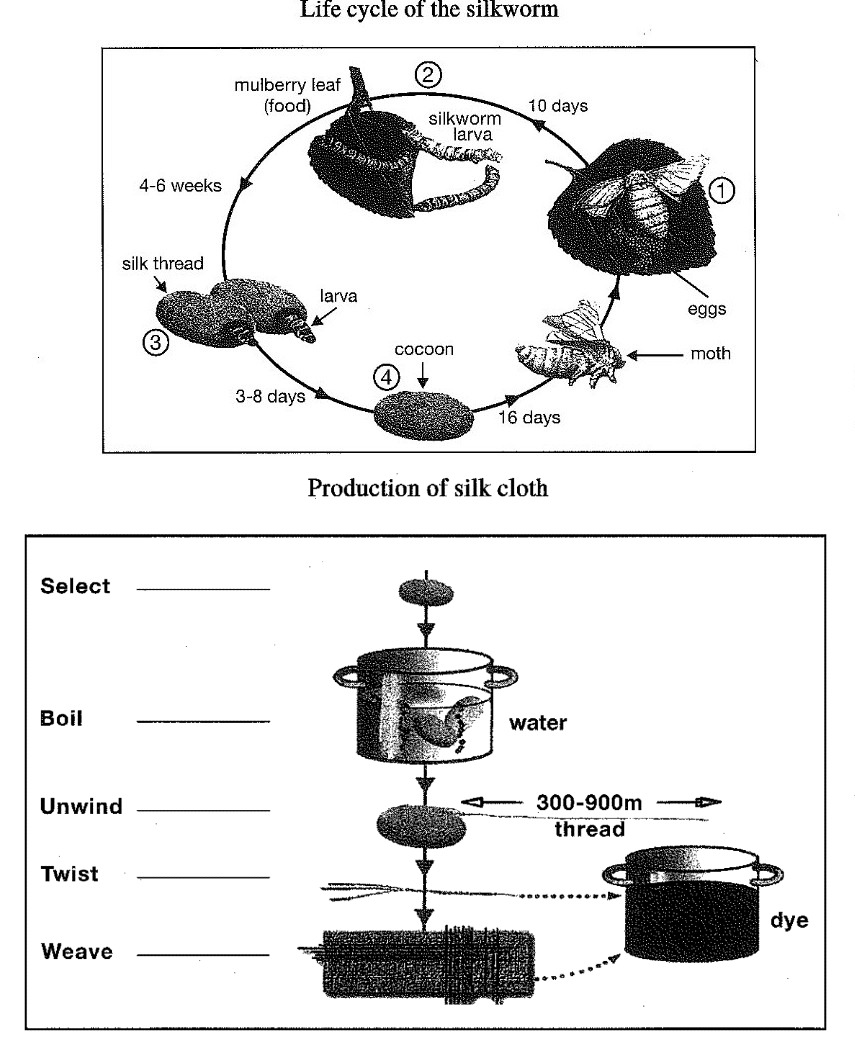 Life cycle of the silkworm
②
mulberry leaf
(food)
10 days
silkworm
larva
①
4-6 weeks
silk thread
larva
eggs
③
cocoon
moth
④
3-8 days
16 days
Production of silk cloth
Select
Boil
water
Unwind
300-900m
thread
Twist
dye
Weave